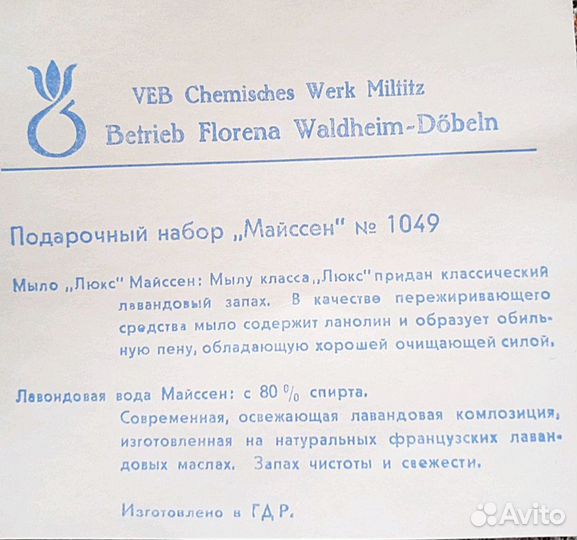 VEB Chemisches Werk Miltitz
Betrieb Florena Waldheim-Döbeln
Подарочный набор „Майссен" № 1049
Мыло „Люкс" Майссен: Мылу класса „Люкс" придан классический
лавандовый запах. В качестве пережиривающего
средства мыло содержит ланолин и образует обиль-
ную пену, обладающую хорошей очищающей силой.
Лавондовая вода Майссен: с 80 % спирта.
Современная, освежающая лавандовая композиция,
изготовленная на натуральных французских лаван-
довых маслах. Запах чистоты и свежести.
Изготовлено в ГДР.
Avito